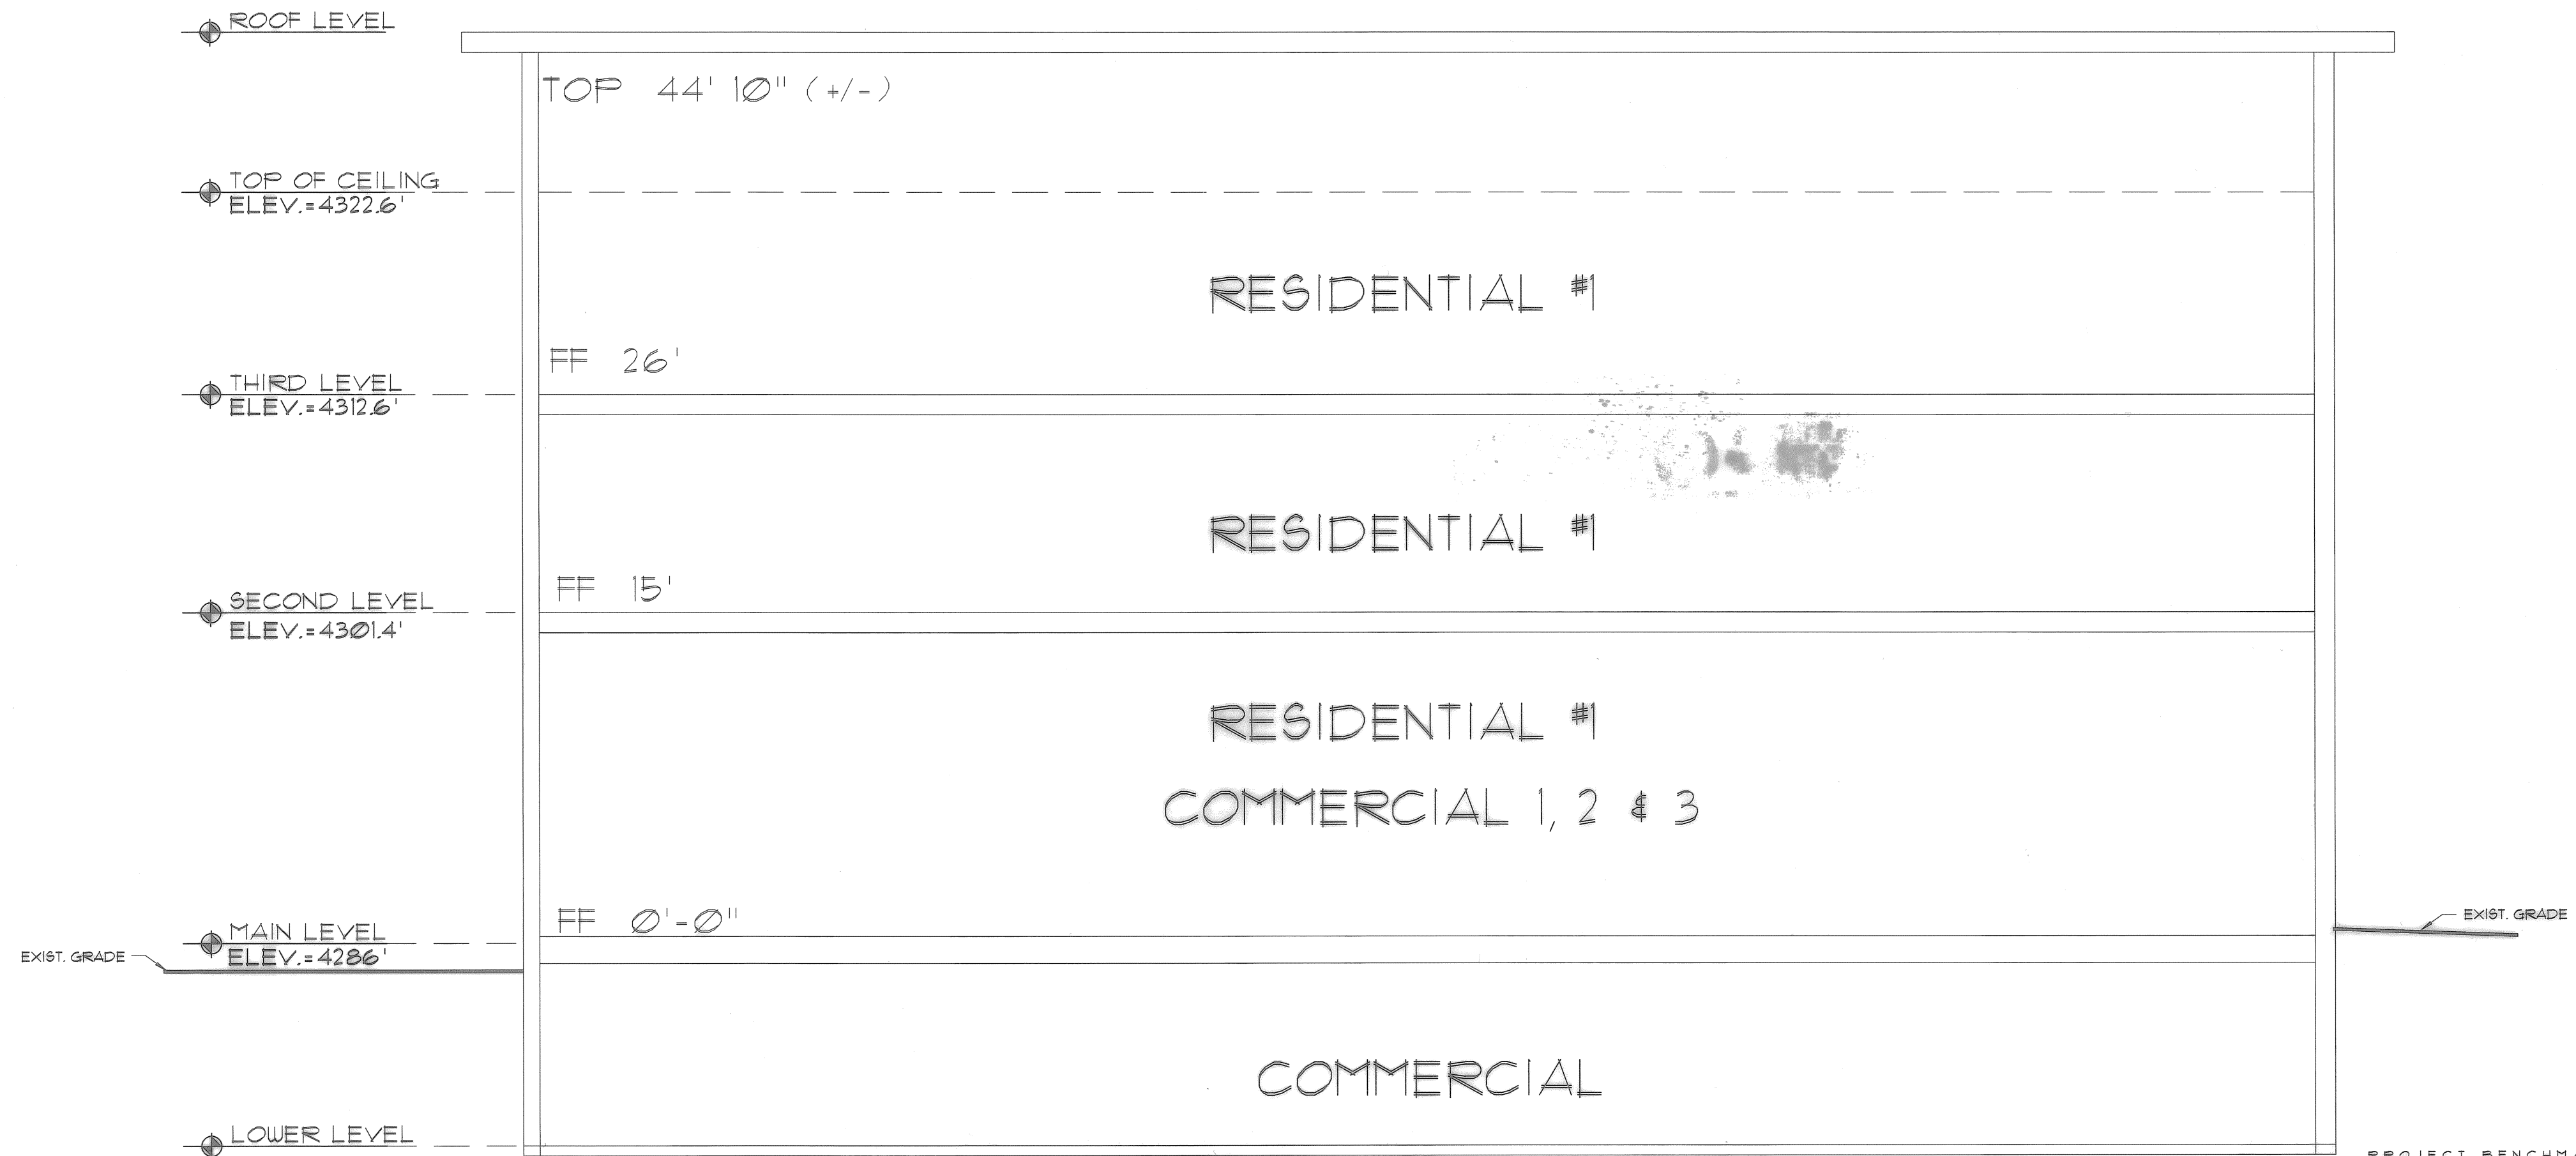 ROOF LEVEL
TOP 44' 10" (+/-)
TOP OF CEILING
ELEV.=4322.6'
RESIDENTIAL #1
FF 26'
THIRD LEVEL
ELEV.=4312.6'
RESIDENTIAL #1
FF 15'
SECOND LEVEL
ELEV.=4301.4'
RESIDENTIAL #1
COMMERCIAL 1, 2 & 3
FF 0'-0"
MAIN LEVEL
ELEV.=4286'
EXIST. GRADE
EXIST. GRADE
COMMERCIAL
LOWER LEVEL
PROJECT